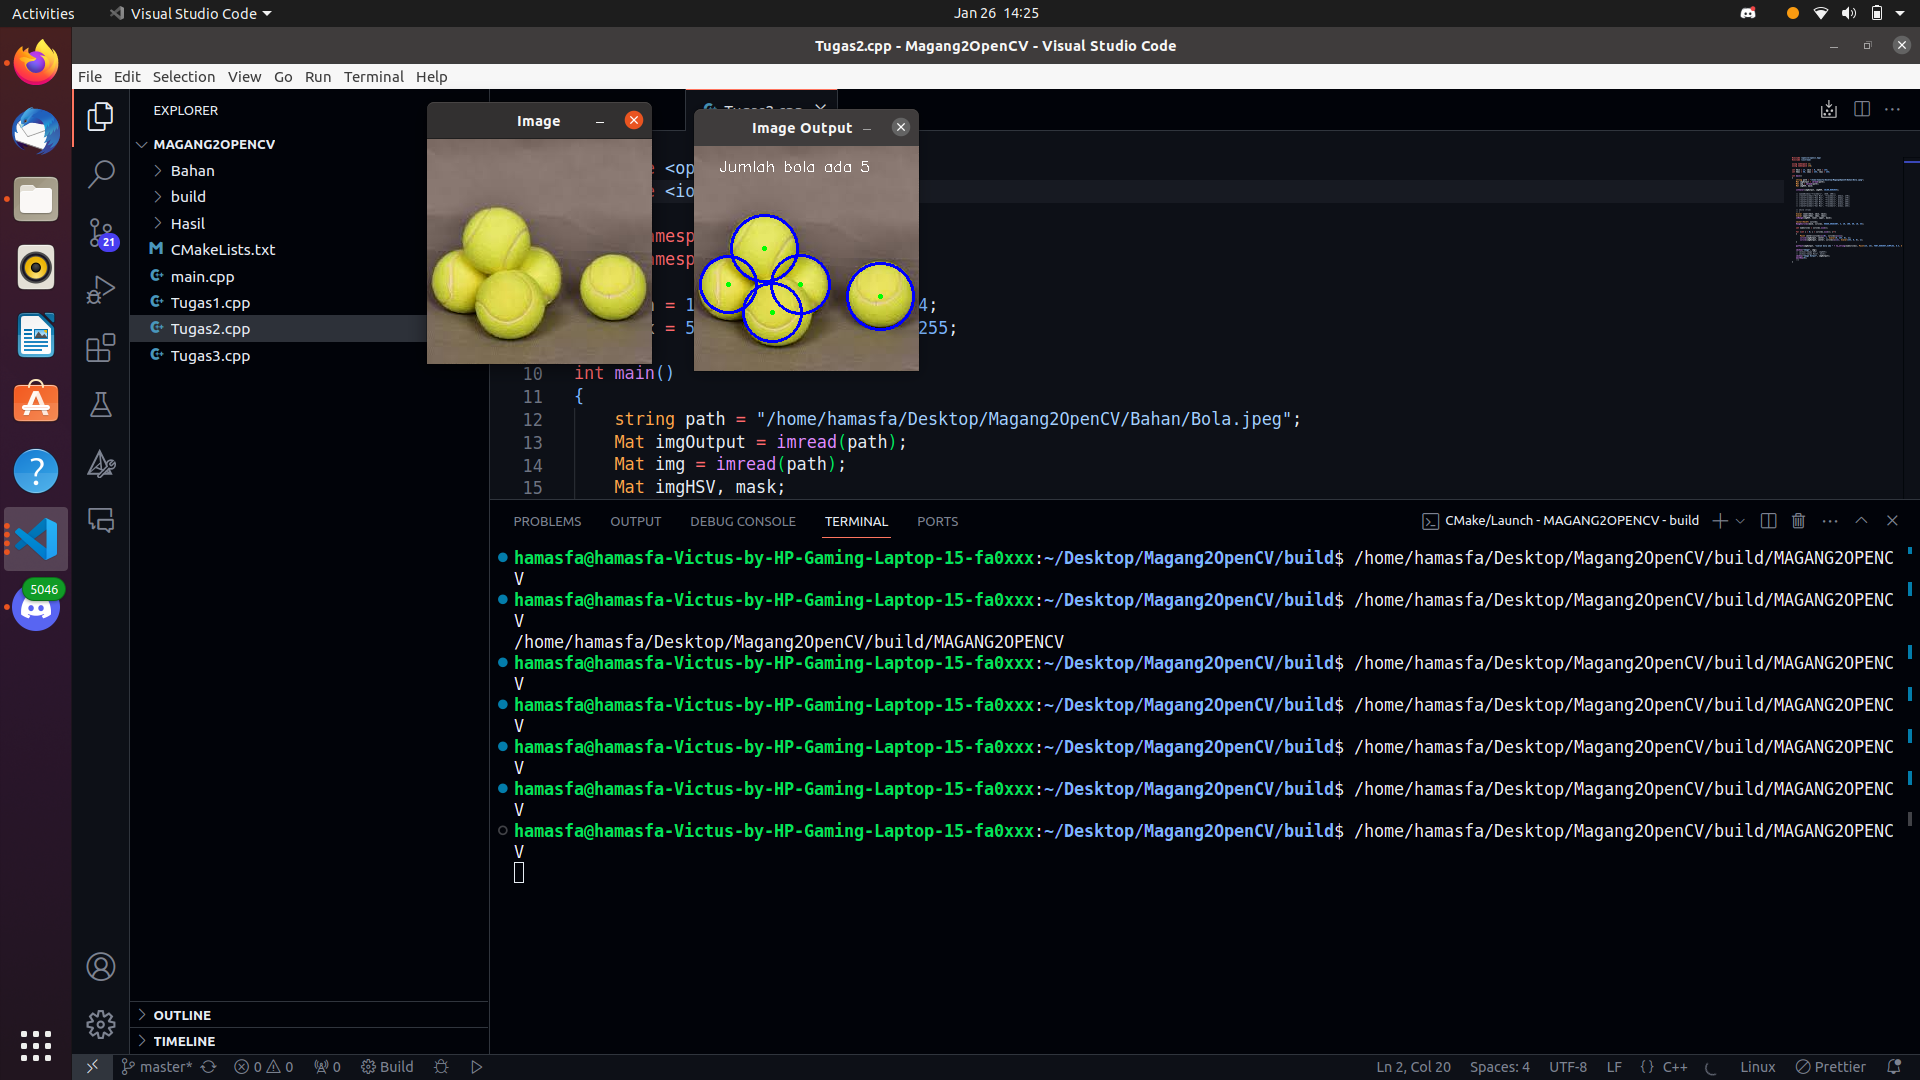 Activities
Visual Studio Code
Jan 26 14:25
Tugas2.cpp - Magang2OpenCV - Visual Studio Code
File Edit Selection View Go Run Terminal Help
EXPLORER
MAGANG2OPENCV
Bahan
build
Hasil
CMakeLists.txt
main.cpp
Tugas1.cpp
Tugas2.cpp
Tugas3.cpp
21
5046
OUTLINE
TIMELINE
Image
Image Output
Jumlah bola ada 5
<op
<io
mesp
mesp
= 1
4;
= 5
255;
10 int main()
11 {
12 string path = "/home/hamasfa/Desktop/Magang2OpenCV/Bahan/Bola.jpeg";
13 Mat imgOutput = imread(path);
14 Mat img = imread(path);
15 Mat imgHSV, mask;
PROBLEMS OUTPUT DEBUG CONSOLE TERMINAL PORTS
CMake/Launch - MAGANG2OPENCV - build
hamasfa@hamasfa-Victus-by-HP-Gaming-Laptop-15-fa0xxx:~/Desktop/Magang2OpenCV/build$ /home/hamasfa/Desktop/Magang2OpenCV/build/MAGANG2OPENC
V
hamasfa@hamasfa-Victus-by-HP-Gaming-Laptop-15-fa0xxx:~/Desktop/Magang2OpenCV/build$ /home/hamasfa/Desktop/Magang2OpenCV/build/MAGANG2OPENC
V
/home/hamasfa/Desktop/Magang2OpenCV/build/MAGANG2OPENCV
hamasfa@hamasfa-Victus-by-HP-Gaming-Laptop-15-fa0xxx:~/Desktop/Magang2OpenCV/build$ /home/hamasfa/Desktop/Magang2OpenCV/build/MAGANG2OPENC
V
hamasfa@hamasfa-Victus-by-HP-Gaming-Laptop-15-fa0xxx:~/Desktop/Magang2OpenCV/build$ /home/hamasfa/Desktop/Magang2OpenCV/build/MAGANG2OPENC
V
hamasfa@hamasfa-Victus-by-HP-Gaming-Laptop-15-fa0xxx:~/Desktop/Magang2OpenCV/build$ /home/hamasfa/Desktop/Magang2OpenCV/build/MAGANG2OPENC
V
hamasfa@hamasfa-Victus-by-HP-Gaming-Laptop-15-fa0xxx:~/Desktop/Magang2OpenCV/build$ /home/hamasfa/Desktop/Magang2OpenCV/build/MAGANG2OPENC
V
hamasfa@hamasfa-Victus-by-HP-Gaming-Laptop-15-fa0xxx:~/Desktop/Magang2OpenCV/build$ /home/hamasfa/Desktop/Magang2OpenCV/build/MAGANG2OPENC
V
master* 0 0 0 Build
Ln 2, Col 20 Spaces: 4 UTF-8 LF {} C++ Linux Prettier